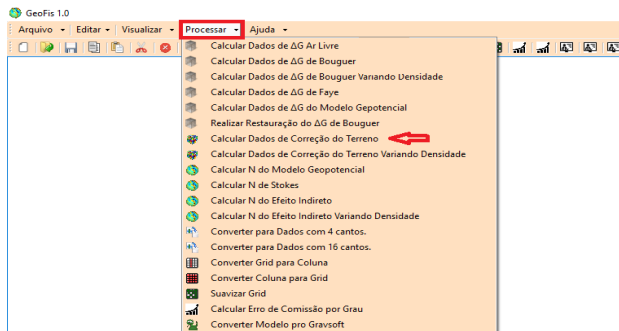 GeoFis 1.0
Arquivo Editar Visualizar Processar Ajuda
Calcular Dados de ΔG Ar Livre
Calcular Dados de ΔG de Bouguer
Calcular Dados de ΔG de Bouguer Variando Densidade
Calcular Dados de ΔG de Faye
Calcular Dados de ΔG do Modelo Gepotencial
Realizar Restauração do ΔG de Bouguer
Calcular Dados de Correção do Terreno
Calcular Dados de Correção do Terreno Variando Densidade
Calcular N do Modelo Geopotencial
Calcular N de Stokes
Calcular N do Efeito Indireto
Calcular N do Efeito Indireto Variando Densidade
Converter para Dados com 4 cantos.
Converter para Dados com 16 cantos.
Converter Grid para Coluna
Converter Coluna para Grid
Suavizar Grid
Calcular Erro de Comissão por Grau
Converter Modelo pro Gravsoft